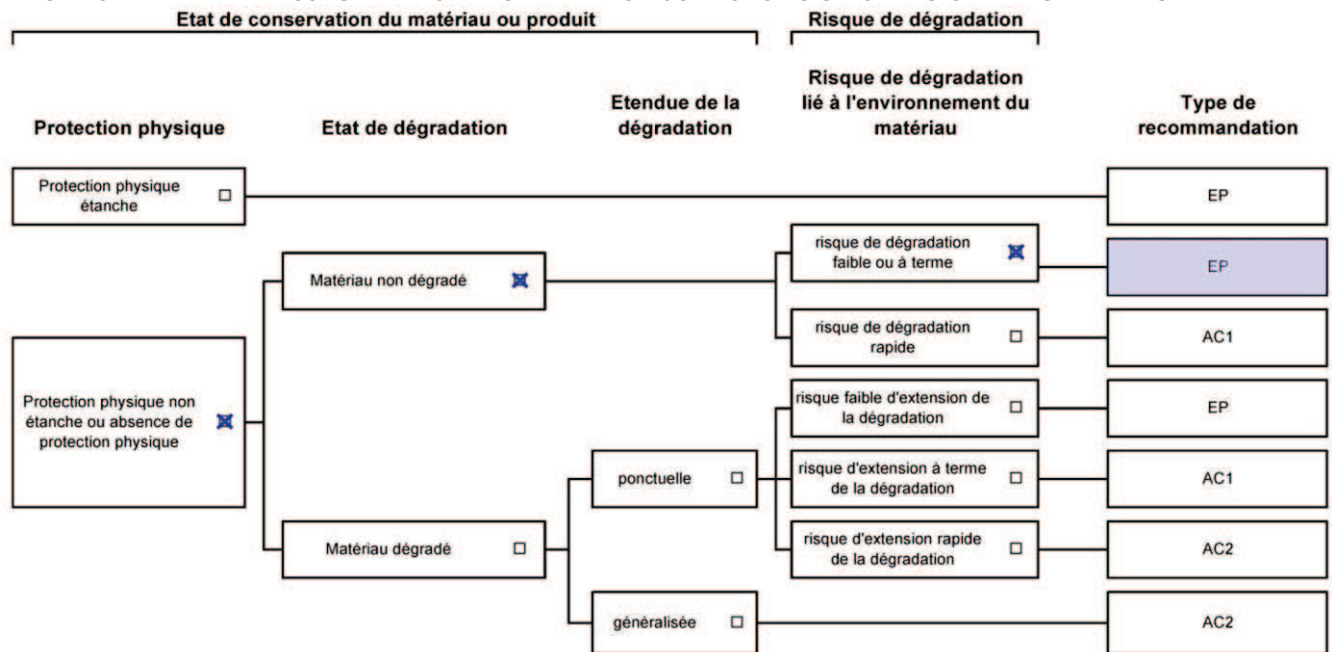 Etat de conservation du matériau ou produit
Risque de dégradation
Protection physique
Etat de dégradation
Etendue de la
dégradation
Risque de dégradation
lié à l'environnement du
matériau
Type de
recommandation
Protection physique
étanche
EP
risque de dégradation
faible ou à terme
EP
Matériau non dégradé
risque de dégradation
rapide
AC1
Protection physique non
étanche ou absence de
protection physique
risque faible d'extension de
la dégradation
EP
ponctuelle
risque d'extension à terme
de la dégradation
AC1
Matériau dégradé
risque d'extension rapide
de la dégradation
AC2
généralisée
AC2